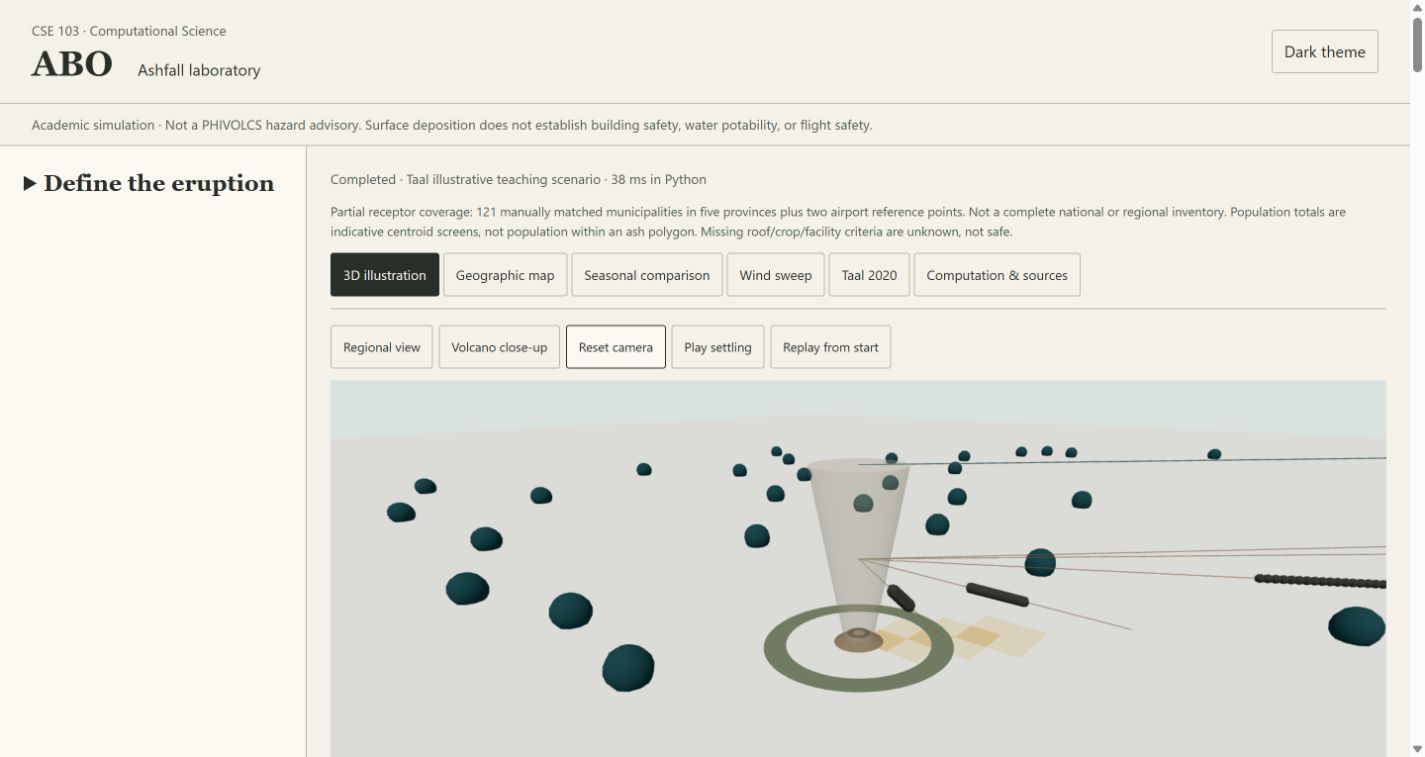 CSE 103 · Computational Science
ABO Ashfall laboratory
Dark theme
Academic simulation · Not a PHIVOLCS hazard advisory. Surface deposition does not establish building safety, water potability, or flight safety.
Define the eruption
Completed · Taal illustrative teaching scenario · 38 ms in Python
Partial receptor coverage: 121 manually matched municipalities in five provinces plus two airport reference points. Not a complete national or regional inventory. Population totals are
indicative centroid screens, not population within an ash polygon. Missing roof/crop/facility criteria are unknown, not safe.
3D illustration Geographic map Seasonal comparison Wind sweep Taal 2020 Computation & sources
Regional view Volcano close-up Reset camera Play settling Replay from start